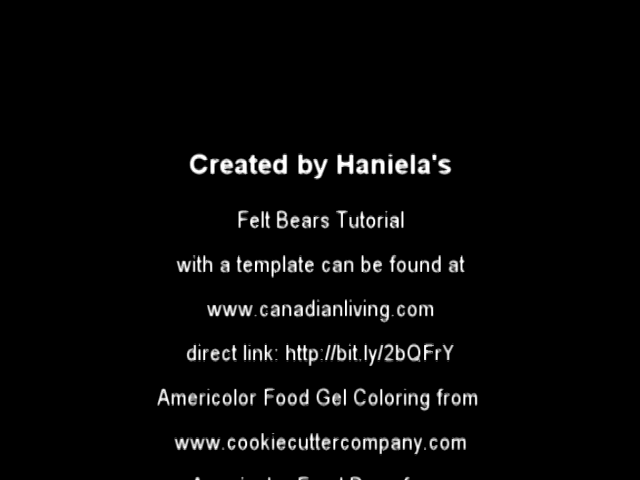 Created by Haniela's
Felt Bears Tutorial
with a template can be found at
www.canadianliving.com
direct link: http://bit.ly/2bQFrY
Americolor Food Gel Coloring from
www.cookiecuttercompany.com